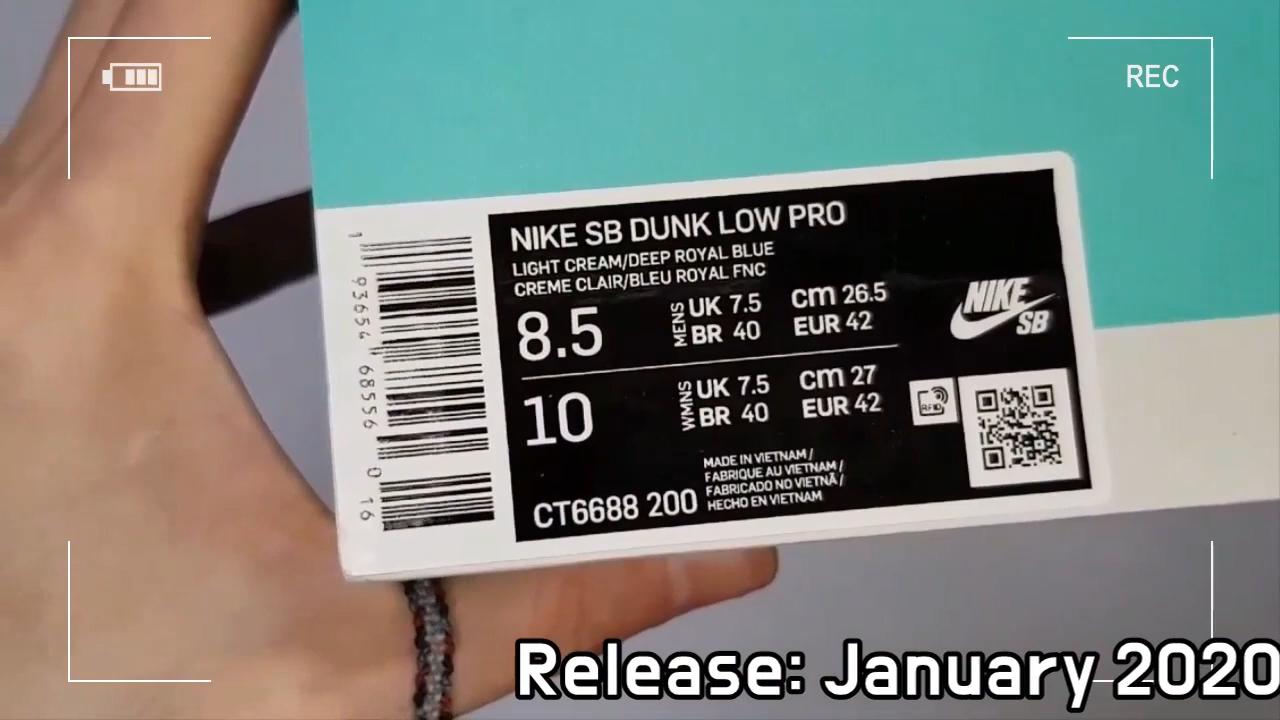 REC
NIKE SB DUNK LOW PRO
LIGHT CREAM/DEEP ROYAL BLUE
CREME CLAIR/BLEU ROYAL FNC
8.5 MENS UK 7.5 cm 26.5
BR 40 EUR 42
10 WMNS UK 7.5 cm 27
BR 40 EUR 42
NIKE
SB
RFID
MADE IN VIETNAM /
FABRIQUE AU VIETNAM /
FABRICADO NO VIETNÃ /
HECHO EN VIETNAM
CT6688 200
1 93654 68556 0 16
Release: January 2020